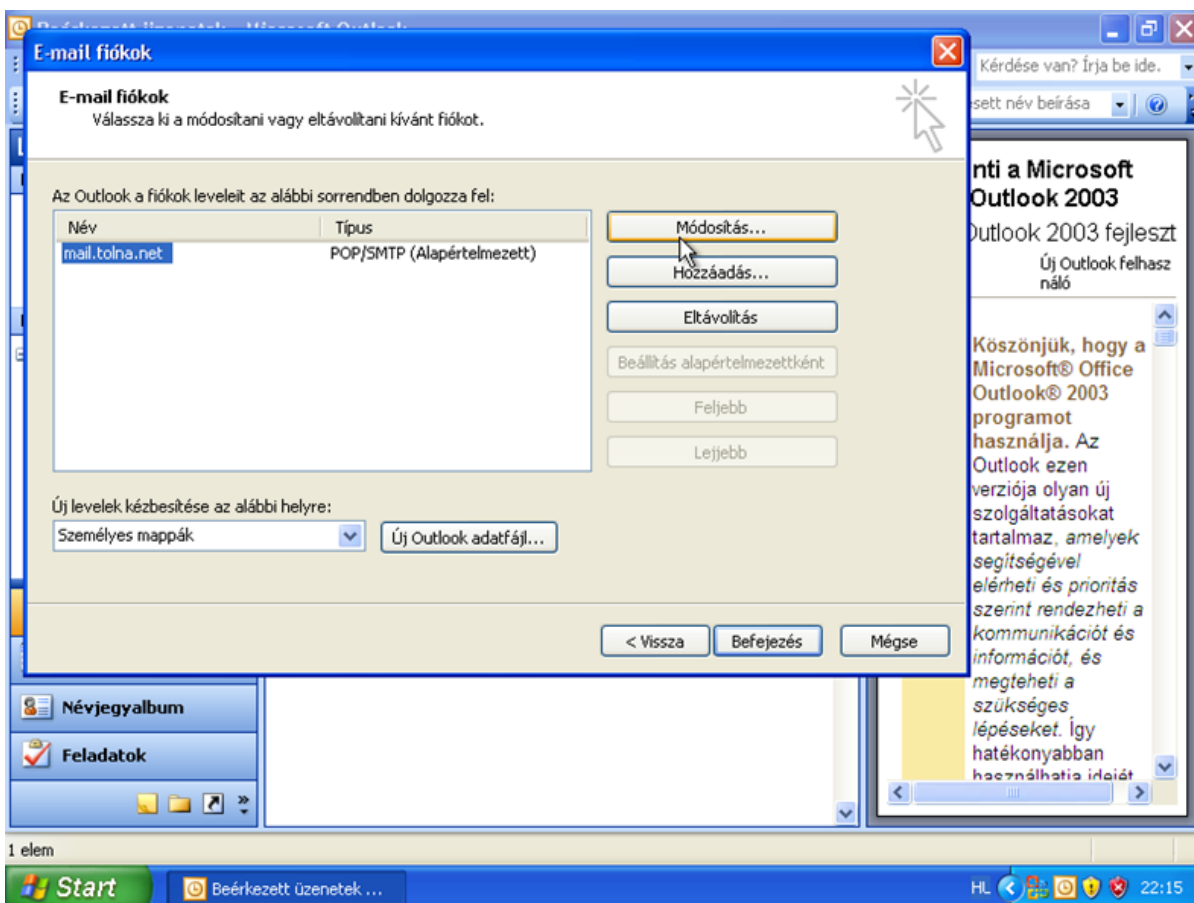 E-mail fiókok
E-mail fiókok
Válassza ki a módosítani vagy eltávolítani kívánt fiókot.
Az Outlook a fiókok leveleit az alábbi sorrendben dolgozza fel:
Név Típus
mail.tolna.net POP/SMTP (Alapértelmezett)
Módosítás...
Hozzáadás...
Eltávolítás
Beállítás alapértelmezettként
Feljebb
Lejjebb
Új levelek kézbesítése az alábbi helyre:
Személyes mappák
Új Outlook adatfájl...
< Vissza
Befejezés
Mégse
Kérdése van? Írja be ide.
név beírása
nti a Microsoft
Outlook 2003
Outlook 2003 fejleszt
Új Outlook felhasz
náló
Köszönjük, hogy a
Microsoft® Office
Outlook® 2003
programot
használja. Az
Outlook ezen
verziója olyan új
szolgáltatásokat
tartalmaz, amelyek
segítségével
elérheti és prioritás
szerint rendezheti a
kommunikációt és
információt, és
megteheti a
szükséges
lépéseket. Így
hatékonyabban
használhatja idejét
Névjegyalbum
Feladatok
1 elem
Start
Beérkezett üzenetek ...
HL
22:15